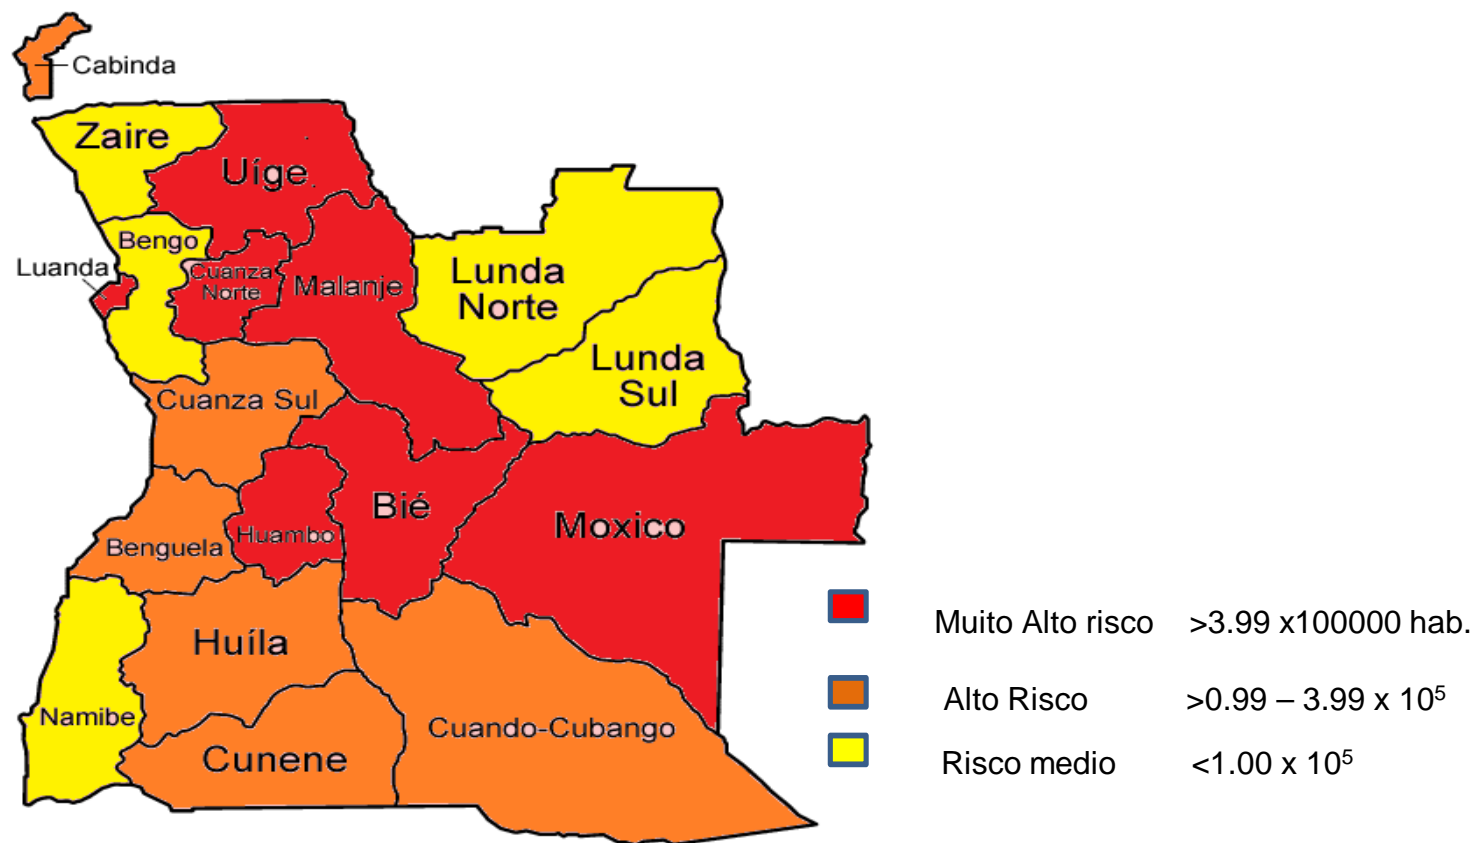 Cabinda
Zaire
Uíge
Bengo
Luanda
Cuanza
Norte
Malanje
Lunda
Norte
Lunda
Sul
Cuanza Sul
Bié
Moxico
Huambo
Benguela
Huíla
Namibe
Cuando-Cubango
Cunene
Muito Alto risco >3.99 x100000 hab.
Alto Risco >0.99 – 3.99 x 10⁵
Risco medio <1.00 x 10⁵